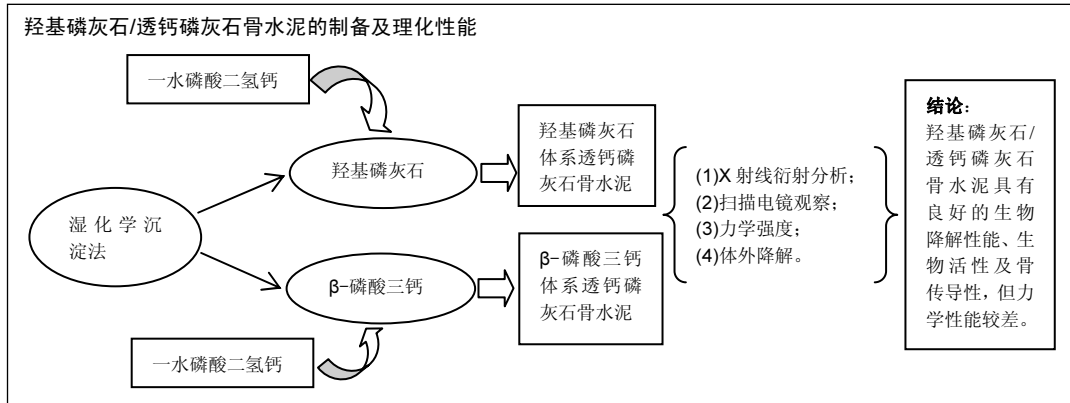 羟基磷灰石/透钙磷灰石骨水泥的制备及理化性能
一水磷酸二氢钙
羟基磷灰石
湿化学沉
淀法
β-磷酸三钙
一水磷酸二氢钙
羟基磷灰石
体系透钙磷
灰石骨水泥
β-磷酸三钙
体系透钙磷
灰石骨水泥
(1)X 射线衍射分析;
(2)扫描电镜观察;
(3)力学强度;
(4)体外降解。
结论:
羟基磷灰石/
透钙磷灰石
骨水泥具有
良好的生物
降解性能、生
物活性及骨
传导性，但力
学性能较差。